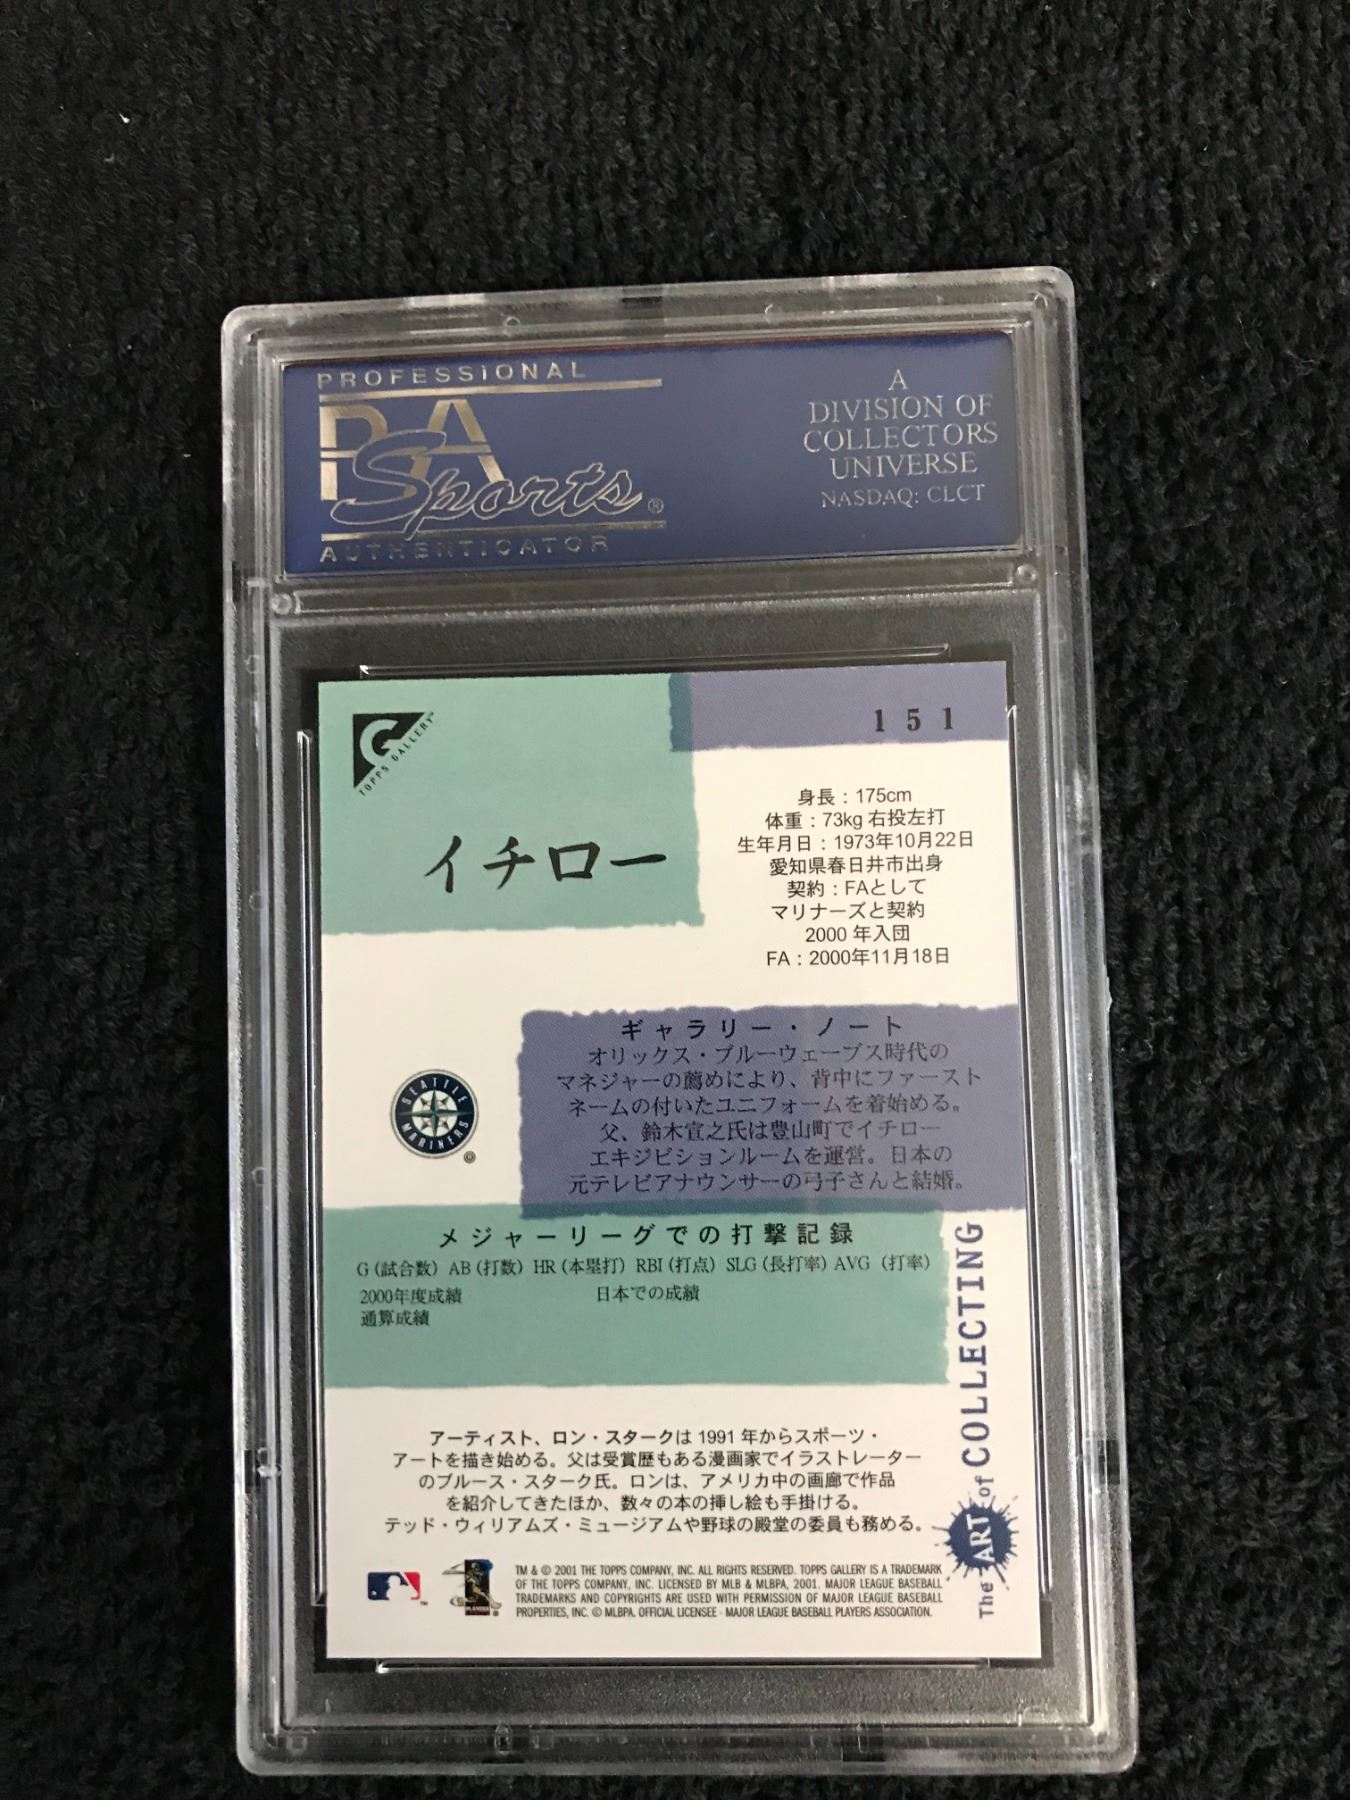 PROFESSIONAL
PSA
Sports®
AUTHENTICATOR
A
DIVISION OF
COLLECTORS
UNIVERSE
NASDAQ: CLCT
G
TOPPS GALLERY
151
イチロー
身長：175cm
体重：73kg 右投左打
生年月日：1973年10月22日
愛知県春日井市出身
契約：FAとして
マリナーズと契約
2000 年入団
FA：2000年11月18日
ギャラリー・ノート
オリックス・ブルーウェーブス時代の
マネジャーの薦めにより、背中にファースト
ネームの付いたユニフォームを着始める。
父、鈴木宣之氏は豊山町でイチロー
エキジビションルームを運営。日本の
元テレビアナウンサーの弓子さんと結婚。
SEATTLE
MARINERS
メジャーリーグでの打撃記録
G (試合数) AB (打数) HR (本塁打) RBI (打点) SLG (長打率) AVG (打率)
2000年度成績 日本での成績
通算成績
The ART of COLLECTING
アーティスト、ロン・スタークは 1991 年からスポーツ・
アートを描き始める。父は受賞歴もある漫画家でイラストレーター
のブルース・スターク氏。ロンは、アメリカ中の画廊で作品
を紹介してきたほか、数々の本の挿し絵も手掛ける。
テッド・ウィリアムズ・ミュージアムや野球の殿堂の委員も務める。
TM & © 2001 THE TOPPS COMPANY, INC. ALL RIGHTS RESERVED. TOPPS GALLERY IS A TRADEMARK
OF THE TOPPS COMPANY, INC. LICENSED BY MLB & MLBPA, 2001. MAJOR LEAGUE BASEBALL
TRADEMARKS AND COPYRIGHTS ARE USED WITH PERMISSION OF MAJOR LEAGUE BASEBALL
PROPERTIES, INC. © MLBPA. OFFICIAL LICENSEE - MAJOR LEAGUE BASEBALL PLAYERS ASSOCIATION.
PLAYERS